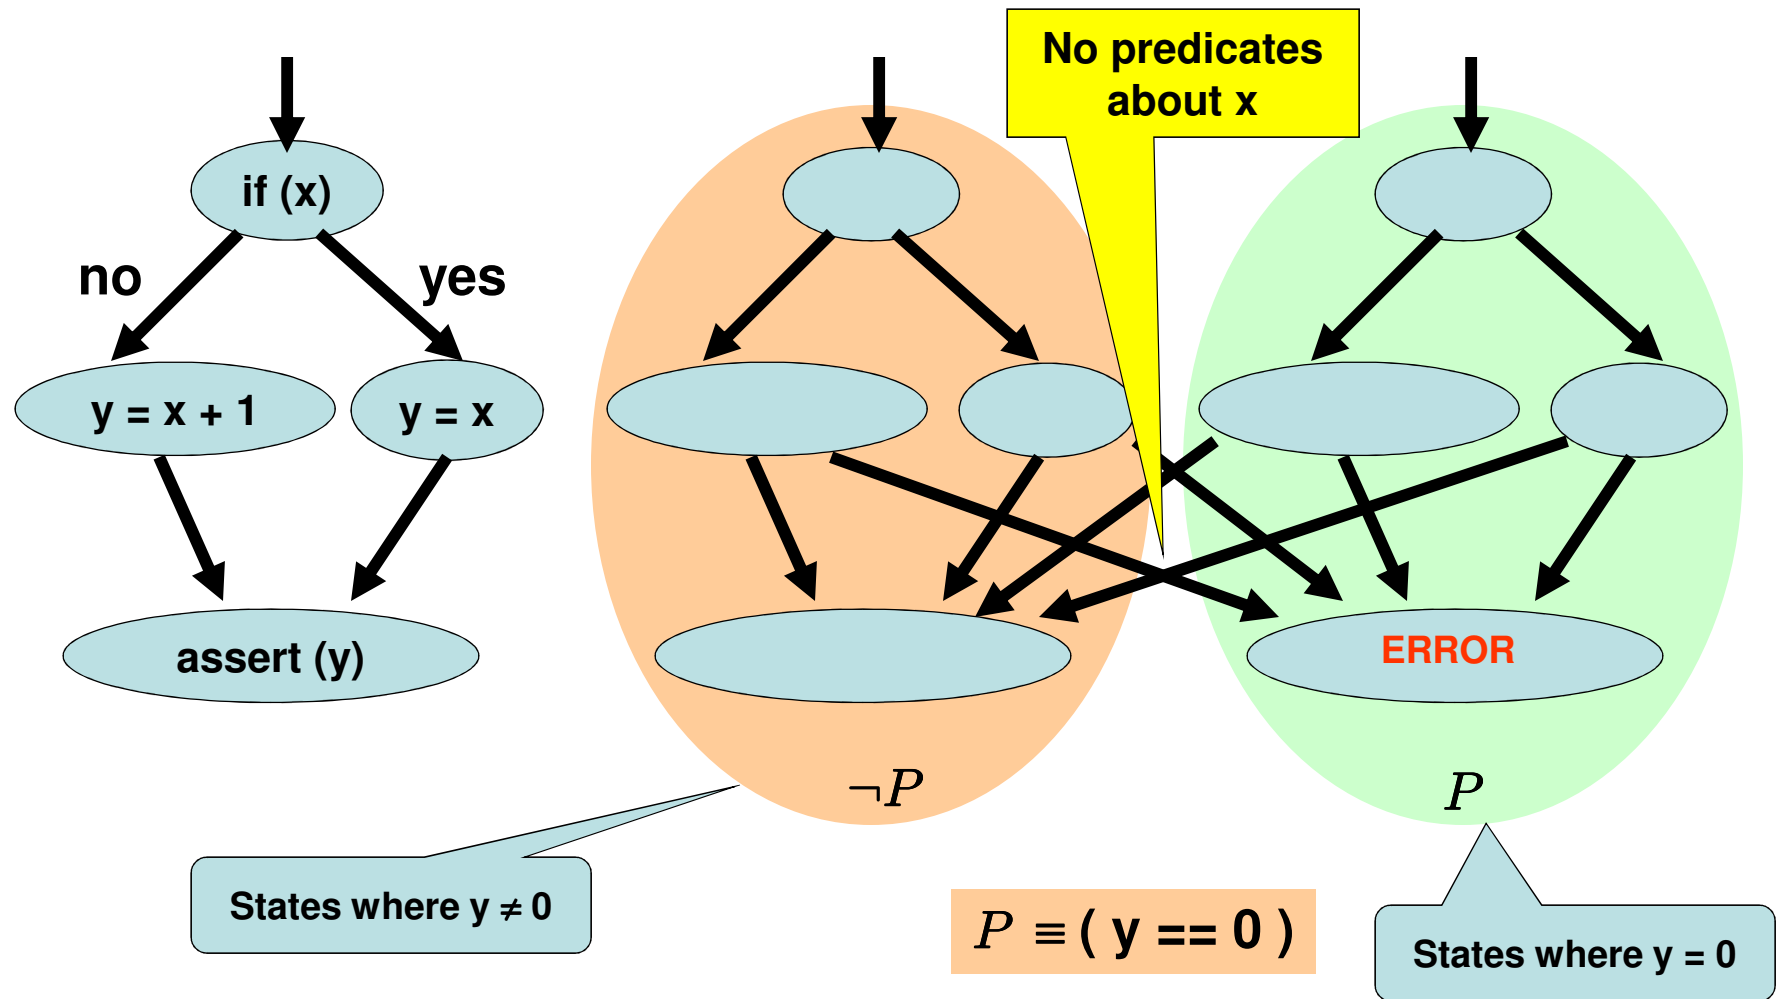 No predicates
about x
if (x)
no
yes
y = x + 1
y = x
assert (y)
ERROR
¬P
P
States where y ≠ 0
P ≡ ( y == 0 )
States where y = 0